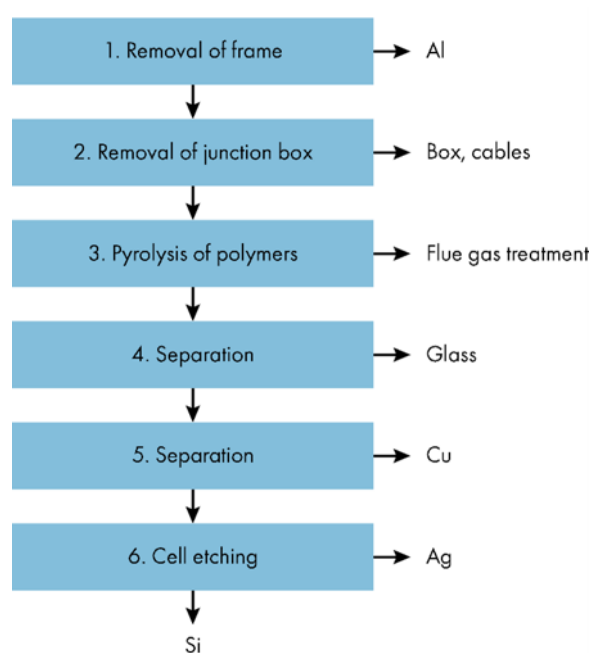 1. Removal of frame
Al
2. Removal of junction box
Box, cables
3. Pyrolysis of polymers
Flue gas treatment
4. Separation
Glass
5. Separation
Cu
6. Cell etching
Ag
Si